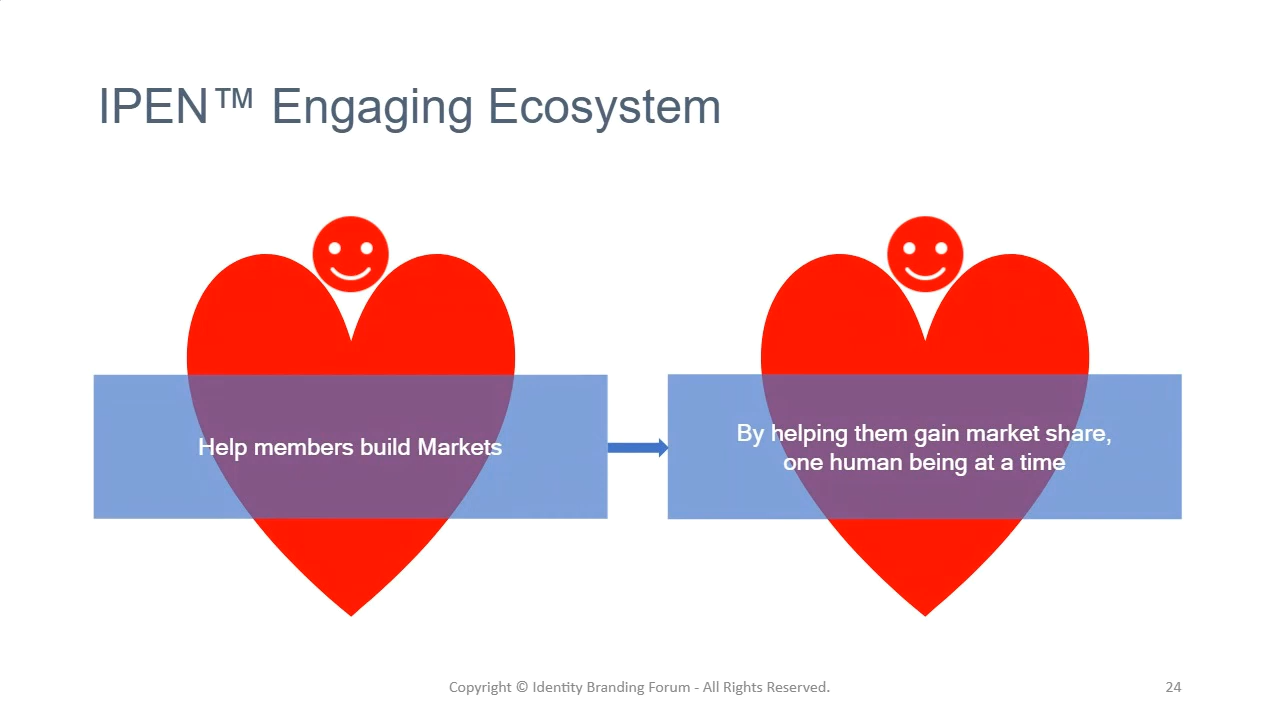 IPEN™ Engaging Ecosystem
Help members build Markets
By helping them gain market share,
one human being at a time
Copyright © Identity Branding Forum - All Rights Reserved.
24